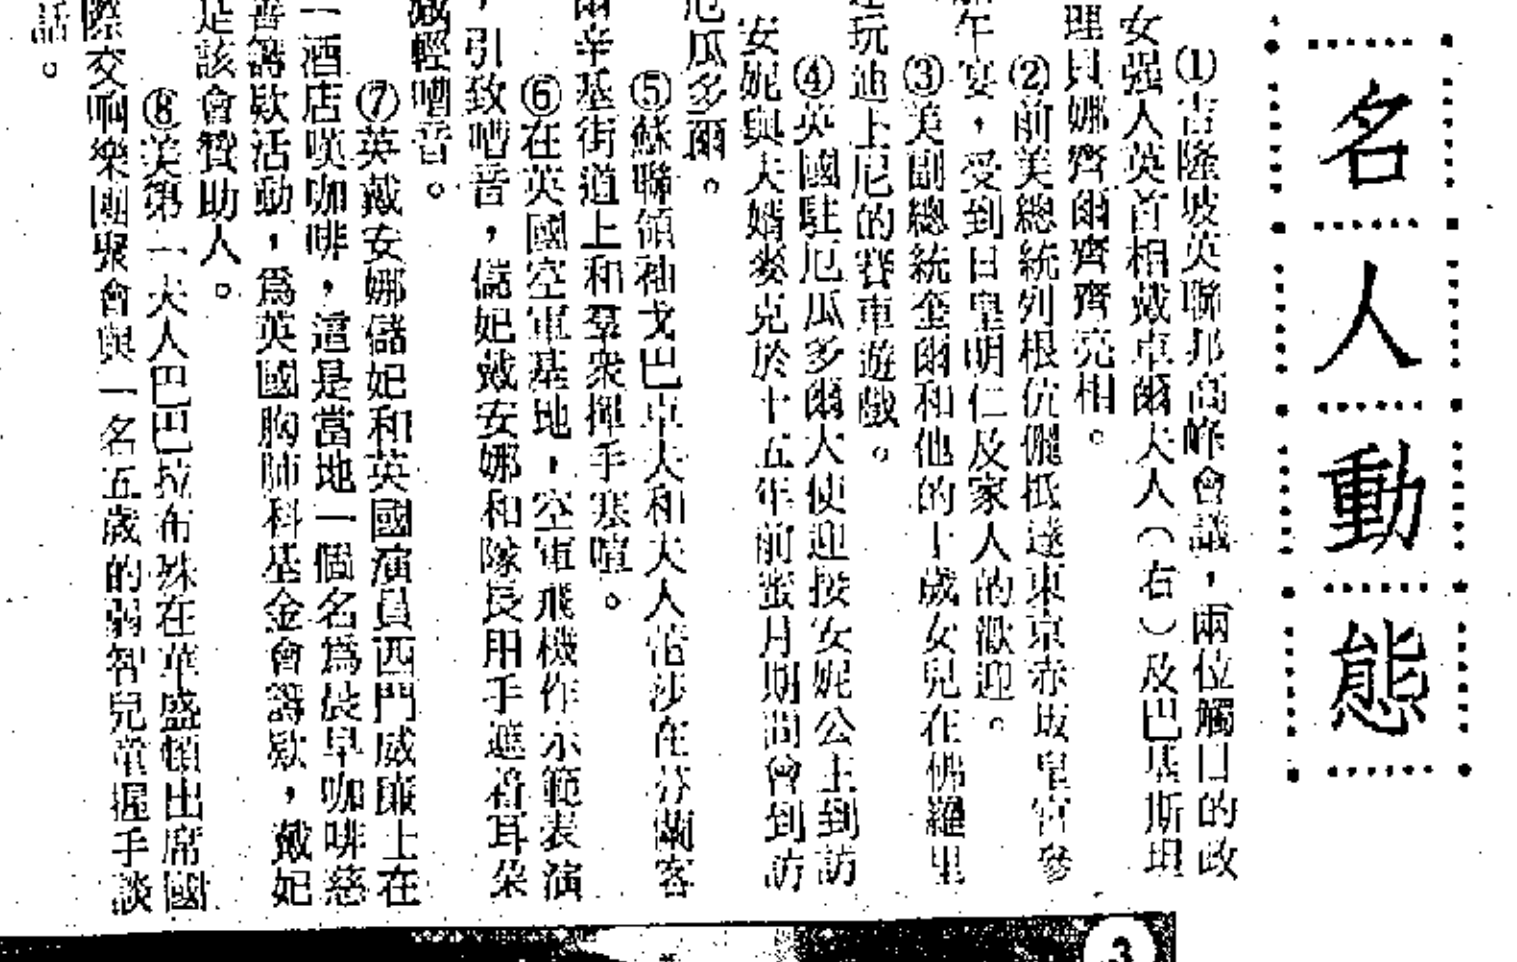 名人動態
①吉隆坡英聯邦高峰會議，兩位觸目的政
女强人英首相戴卓爾夫人（右）及巴基斯坦
理貝娜齊爾齊齊亮相。
②前美總統列根伉儷抵達東京赤坂皇宮參
午宴，受到日皇明仁及家人的歡迎。
③美副總統奎爾和他的十歲女兒在佛羅里
玩迪士尼的賽車遊戲。
④英國駐厄瓜多爾大使迎接安妮公主到訪
安妮與夫婿麥克於十五年前蜜月期間曾到訪
厄瓜多爾。
⑤蘇聯領袖戈巴卓夫和夫人在芬蘭客
爾辛基街道上和羣衆揮手寒喧。
⑥在英國空軍基地，空軍飛機作示範表演
，引致嘈音，儲妃戴安娜和隊長用手遮着耳朵
減輕嘈音。
⑦英戴安娜儲妃和英國演員西門威廉上在
一酒店嘆咖啡，這是當地一個名爲晨早咖啡慈
善籌欵活動，爲英國胸肺科基金會籌欵，戴妃
是該會贊助人。
⑧美第一夫人巴巴拉布殊在華盛頓出席國
際交响樂團聚會與一名五歲的弱智兒童握手談
話。
3